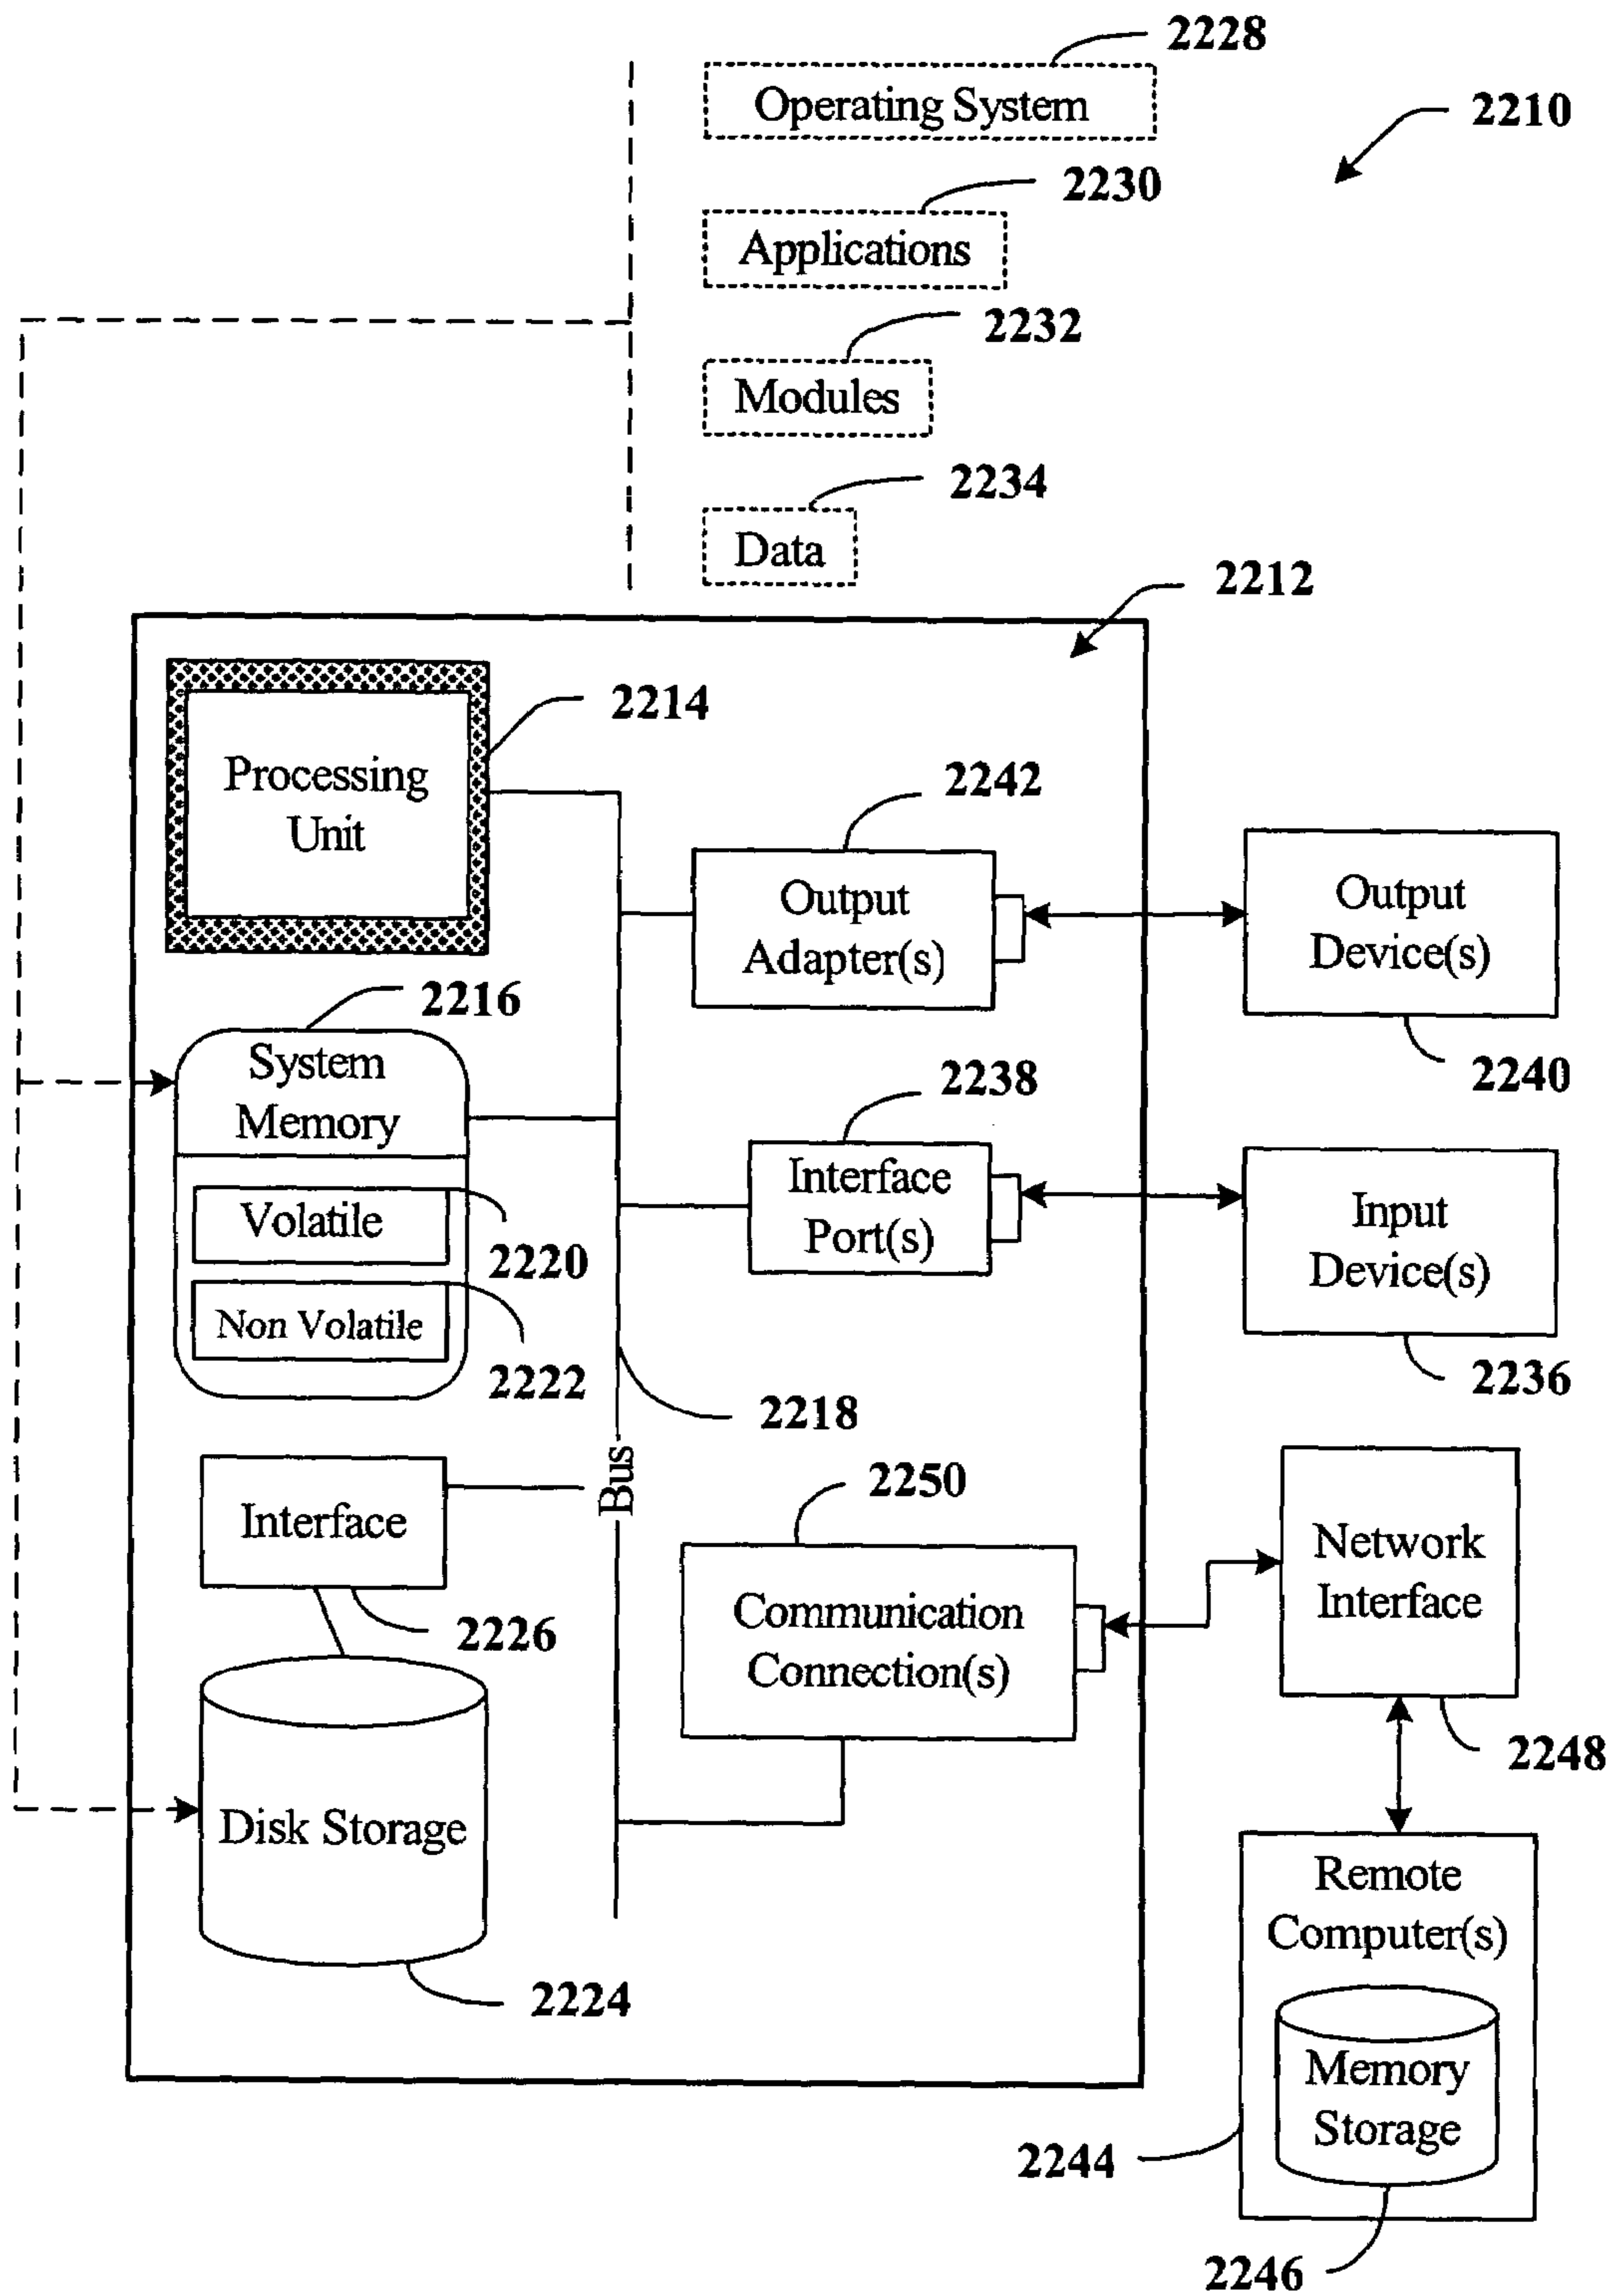 2228
Operating System
2210
2230
Applications
2232
Modules
2234
Data
2212
2214
Processing
Unit
2242
Output
Adapter(s)
Output
Device(s)
2240
2216
System
Memory
2238
Interface
Port(s)
Input
Device(s)
2236
Volatile
2220
Non Volatile
2222
2218
Bus
Interface
2226
2250
Communication
Connection(s)
Network
Interface
2248
Disk Storage
2224
Remote
Computer(s)
Memory
Storage
2244
2246